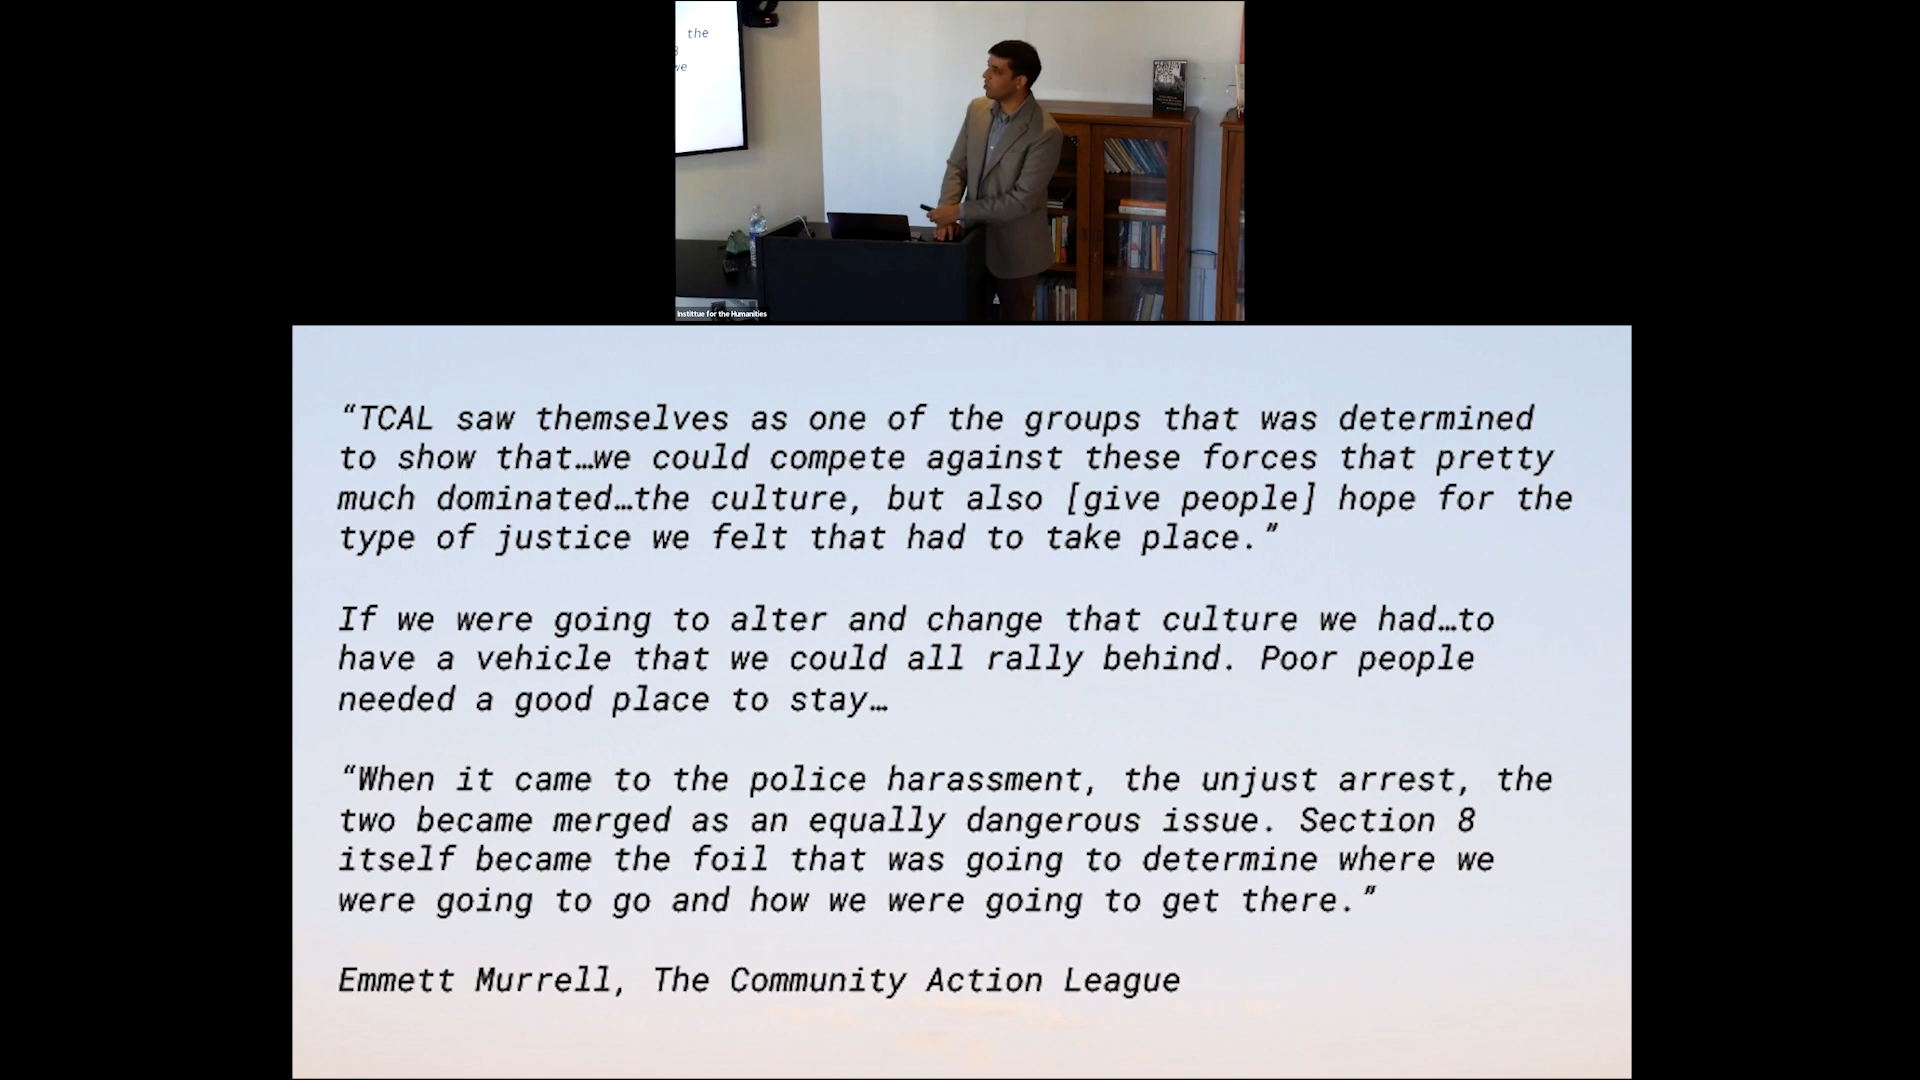 the
we
Instittue for the Humanities
“TCAL saw themselves as one of the groups that was determined
to show that…we could compete against these forces that pretty
much dominated…the culture, but also [give people] hope for the
type of justice we felt that had to take place.”
If we were going to alter and change that culture we had…to
have a vehicle that we could all rally behind. Poor people
needed a good place to stay…
“When it came to the police harassment, the unjust arrest, the
two became merged as an equally dangerous issue. Section 8
itself became the foil that was going to determine where we
were going to go and how we were going to get there.”
Emmett Murrell, The Community Action League